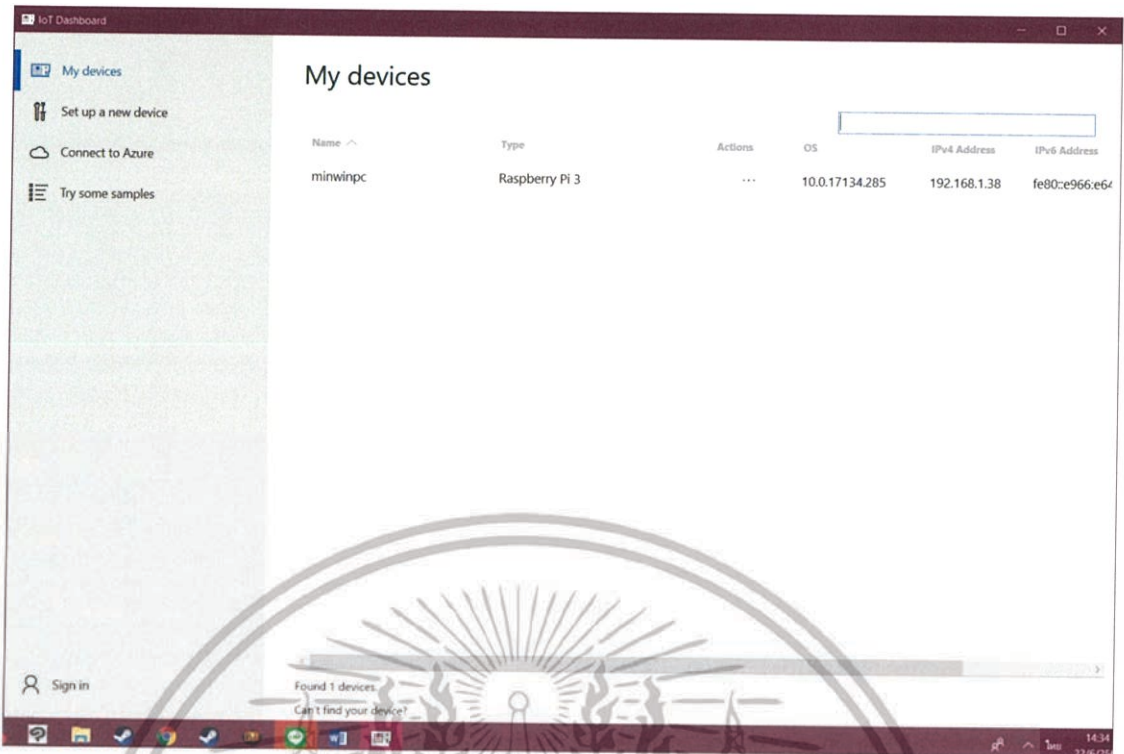 IoT Dashboard
My devices
Set up a new device
Connect to Azure
Try some samples
Sign in
My devices
Name Type Actions OS IPv4 Address IPv6 Address
minwinpc Raspberry Pi 3 ... 10.0.17134.285 192.168.1.38 fe80::e966:e64
Found 1 devices.
Can't find your device?
14:34